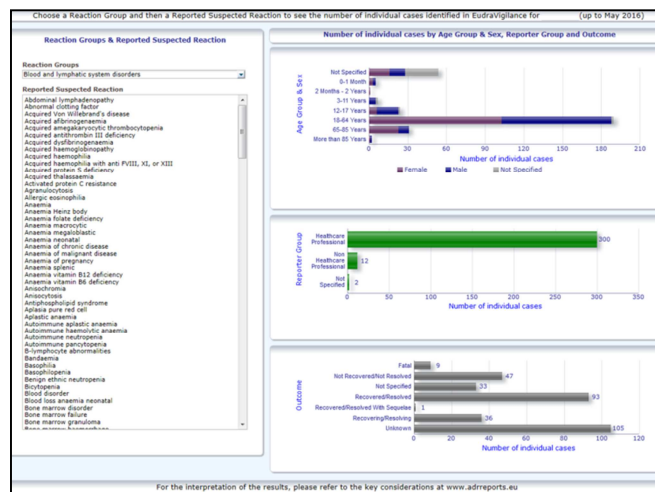 Choose a Reaction Group and then a Reported Suspected Reaction to see the number of individual cases identified in EudraVigilance for (up to May 2016)
Reaction Groups & Reported Suspected Reaction
Reaction Groups
Blood and lymphatic system disorders
Reported Suspected Reaction
Abdominal lymphadenopathy
Abnormal clotting factor
Acquired Von Willebrand's disease
Acquired afibrinogenaemia
Acquired amegakaryocytic thrombocytopenia
Acquired antithrombin III deficiency
Acquired dysfibrinogenaemia
Acquired haemoglobinopathy
Acquired haemophilia
Acquired haemophilia with anti FVIII, XI, or XIII
Acquired protein S deficiency
Acquired thalassaemia
Activated protein C resistance
Agranulocytosis
Allergic eosinophilia
Anaemia
Anaemia Heinz body
Anaemia folate deficiency
Anaemia macrocytic
Anaemia megaloblastic
Anaemia neonatal
Anaemia of chronic disease
Anaemia of malignant disease
Anaemia of pregnancy
Anaemia splenic
Anaemia vitamin B12 deficiency
Anaemia vitamin B6 deficiency
Anisochromia
Anisocytosis
Antiphospholipid syndrome
Aplasia pure red cell
Aplastic anaemia
Autoimmune aplastic anaemia
Autoimmune haemolytic anaemia
Autoimmune neutropenia
Autoimmune pancytopenia
B-lymphocyte abnormalities
Bandaemia
Basophilia
Basophilopenia
Benign ethnic neutropenia
Bicytopenia
Blood disorder
Blood loss anaemia neonatal
Bone marrow disorder
Bone marrow failure
Bone marrow granuloma
Bone marrow haemorrhage
Number of individual cases by Age Group & Sex, Reporter Group and Outcome
Age Group & Sex
Not Specified
0-1 Month
2 Months - 2 Years
3-11 Years
12-17 Years
18-64 Years
65-85 Years
More than 85 Years
0 30 60 90 120 150 180 210
Number of individual cases
Female Male Not Specified
Reporter Group
Healthcare Professional 300
Non Healthcare Professional 12
Not Specified 2
0 50 100 150 200 250 300 350
Number of individual cases
Outcome
Fatal 9
Not Recovered/Not Resolved 47
Not Specified 33
Recovered/Resolved 93
Recovered/Resolved With Sequelae 1
Recovering/Resolving 36
Unknown 105
0 20 40 60 80 100 120
Number of individual cases
For the interpretation of the results, please refer to the key considerations at www.adrreports.eu